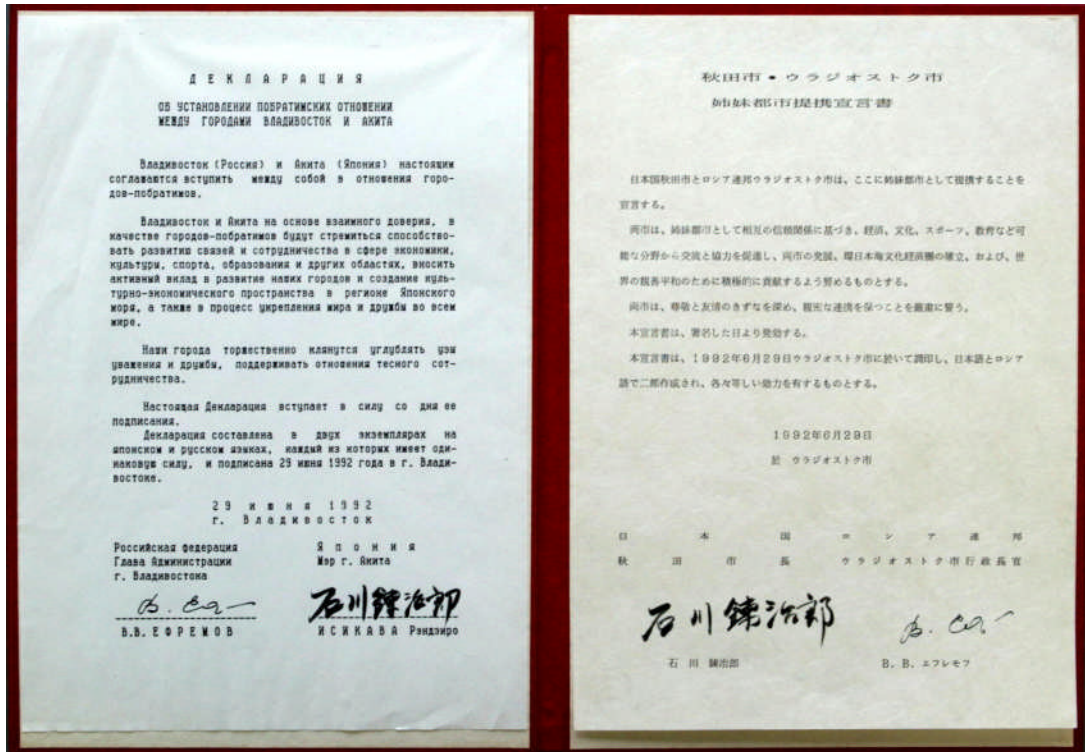 Д Е К Л А Р А Ц И Я
ОБ УСТАНОВЛЕНИИ ПОБРАТИМСКИХ ОТНОШЕНИЙ
МЕЖДУ ГОРОДАМИ ВЛАДИВОСТОК И АКИТА
Владивосток (Россия) и Акита (Япония) настоящим
соглашаются вступить между собой в отношения горо-
дов-побратимов.
Владивосток и Акита на основе взаимного доверия, в
качестве городов-побратимов будут стремиться способство-
вать развитию связей и сотрудничества в сфере экономики,
культуры, спорта, образования и других областях, вносить
активный вклад в развитие наших городов и создание куль-
турно-экономического пространства в регионе Японского
моря, а также в процесс укрепления мира и дружбы во всем
мире.
Наши города торжественно клянутся углублять узы
уважения и дружбы, поддерживать отношения тесного сот-
рудничества.
Настоящая Декларация вступает в силу со дня ее
подписания.
Декларация составлена в двух экземплярах на
японском и русском языках, каждый из которых имеет оди-
наковую силу, и подписана 29 июня 1992 года в г. Влади-
востоке.
29 июня 1992
г. Владивосток
Российская федерация
Глава Администрации
г. Владивостока
В.В. ЕФРЕМОВ
Я п о н и я
Мэр г. Акита
石川錬治郎
ИСИКАВА Рэндзиро
秋田市・ウラジオストク市
姉妹都市提携宣言書
日本国秋田市とロシア連邦ウラジオストク市は、ここに姉妹都市として提携することを
宣言する。
両市は、姉妹都市として相互の信頼関係に基づき、経済、文化、スポーツ、教育など可
能な分野から交流と協力を促進し、両市の発展、環日本海文化経済圏の確立、および、世
界の親善平和のために積極的に貢献するよう努めるものとする。
両市は、尊敬と友情のきずなを深め、親密な連携を保つことを厳粛に誓う。
本宣言書は、署名した日より発効する。
本宣言書は、1992年6月29日ウラジオストク市に於いて調印し、日本語とロシア
語で二部作成され、各々等しい効力を有するものとする。
1992年6月29日
於 ウラジオストク市
日本国
秋田市長
石川錬治郎
石 川 錬治郎
ロシア連邦
ウラジオストク市行政長官
B. B. エフレモフ